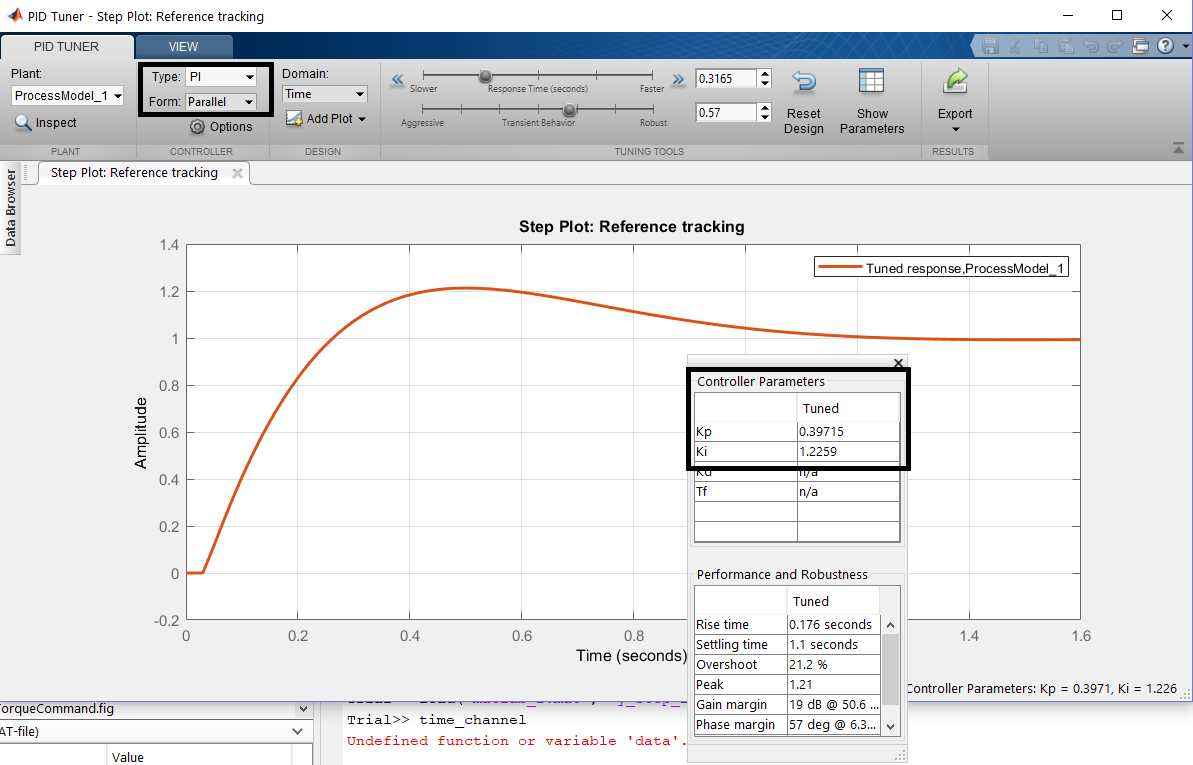 PID Tuner - Step Plot: Reference tracking
PID TUNER
VIEW
Plant:
ProcessModel_1
Inspect
PLANT
Type: PI
Form: Parallel
Options
CONTROLLER
Domain:
Time
Add Plot
DESIGN
Slower
Response Time (seconds)
Faster
0.3165
Aggressive
Transient Behavior
Robust
0.57
TUNING TOOLS
Reset
Design
Show
Parameters
Export
RESULTS
Data Browser
Step Plot: Reference tracking
Step Plot: Reference tracking
Tuned response,ProcessModel_1
Amplitude
1.4
1.2
1
0.8
0.6
0.4
0.2
0
-0.2
0 0.2 0.4 0.6 0.8 1.4 1.6
Time (seconds)
Controller Parameters
Tuned
Kp 0.39715
Ki 1.2259
Kd n/a
Tf n/a
Performance and Robustness
Tuned
Rise time 0.176 seconds
Settling time 1.1 seconds
Overshoot 21.2 %
Peak 1.21
Gain margin 19 dB @ 50.6 ...
Phase margin 57 deg @ 6.3...
Controller Parameters: Kp = 0.3971, Ki = 1.226
TorqueCommand.fig
AT-file)
Value
Trial>> time_channel
Undefined function or variable 'data'.